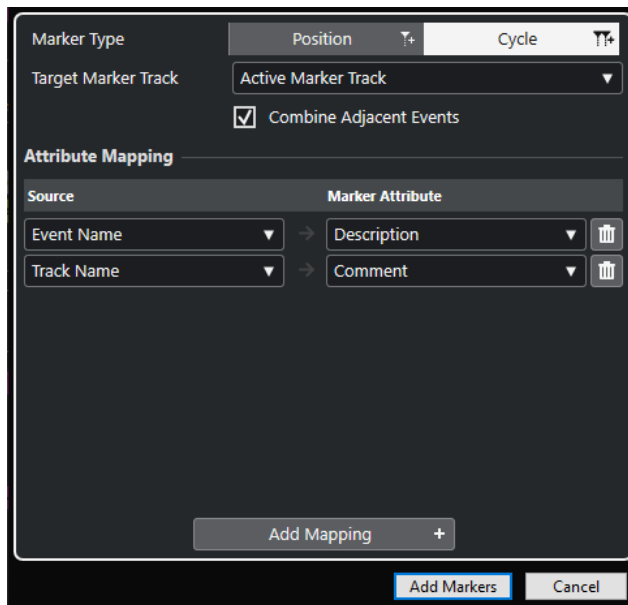 Marker Type Position Cycle
Target Marker Track Active Marker Track
Combine Adjacent Events
Attribute Mapping
Source Marker Attribute
Event Name Description
Track Name Comment
Add Mapping +
Add Markers Cancel